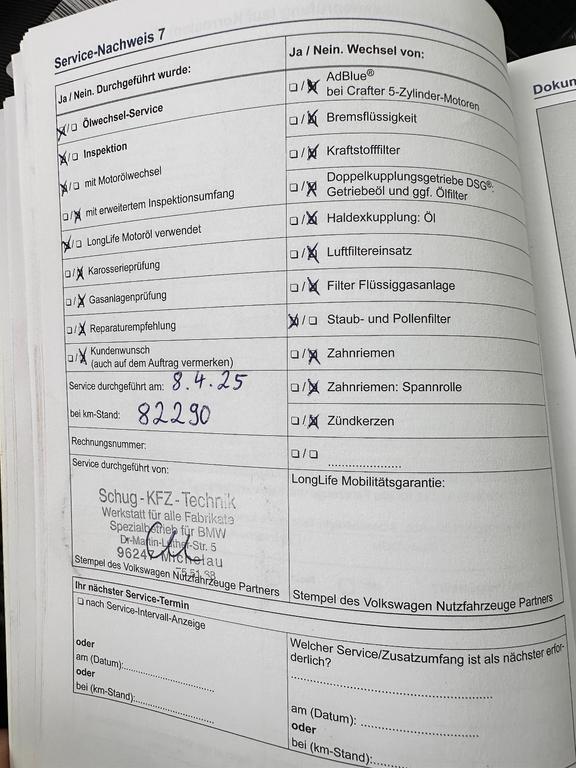 Service-Nachweis 7
Ja / Nein. Durchgeführt wurde:
☒/☐ Ölwechsel-Service
☒/☐ Inspektion
☒/☐ mit Motorölwechsel
☐/☒ mit erweitertem Inspektionsumfang
☒/☐ LongLife Motoröl verwendet
☐/☒ Karosserieprüfung
☐/☒ Gasanlagenprüfung
☐/☒ Reparaturempfehlung
☐/☒ Kundenwunsch
(auch auf dem Auftrag vermerken)
Service durchgeführt am: 8.4.25
bei km-Stand: 82290
Rechnungsnummer:
Service durchgeführt von:
Schug-KFZ-Technik
Werkstatt für alle Fabrikate
Spezialbetrieb für BMW
Dr-Martin-Luther-Str. 5
96247 Michelau
Stempel des Volkswagen Nutzfahrzeuge Partners
Ja / Nein. Wechsel von:
☐/☒ AdBlue®
bei Crafter 5-Zylinder-Motoren
☐/☒ Bremsflüssigkeit
☐/☒ Kraftstofffilter
☐/☒ Doppelkupplungsgetriebe DSG®:
Getriebeöl und ggf. Ölfilter
☐/☒ Haldexkupplung: Öl
☐/☒ Luftfiltereinsatz
☐/☒ Filter Flüssiggasanlage
☒/☐ Staub- und Pollenfilter
☐/☒ Zahnriemen
☐/☒ Zahnriemen: Spannrolle
☐/☒ Zündkerzen
☐/☐ ......................
LongLife Mobilitätsgarantie:
Stempel des Volkswagen Nutzfahrzeuge Partners
Ihr nächster Service-Termin
☐ nach Service-Intervall-Anzeige
oder
am (Datum):..........................
oder
bei (km-Stand):.......................
Welcher Service/Zusatzumfang ist als nächster erfor-
derlich?
..................................................
am (Datum): ..............................
oder
bei (km-Stand):.........
Dokum